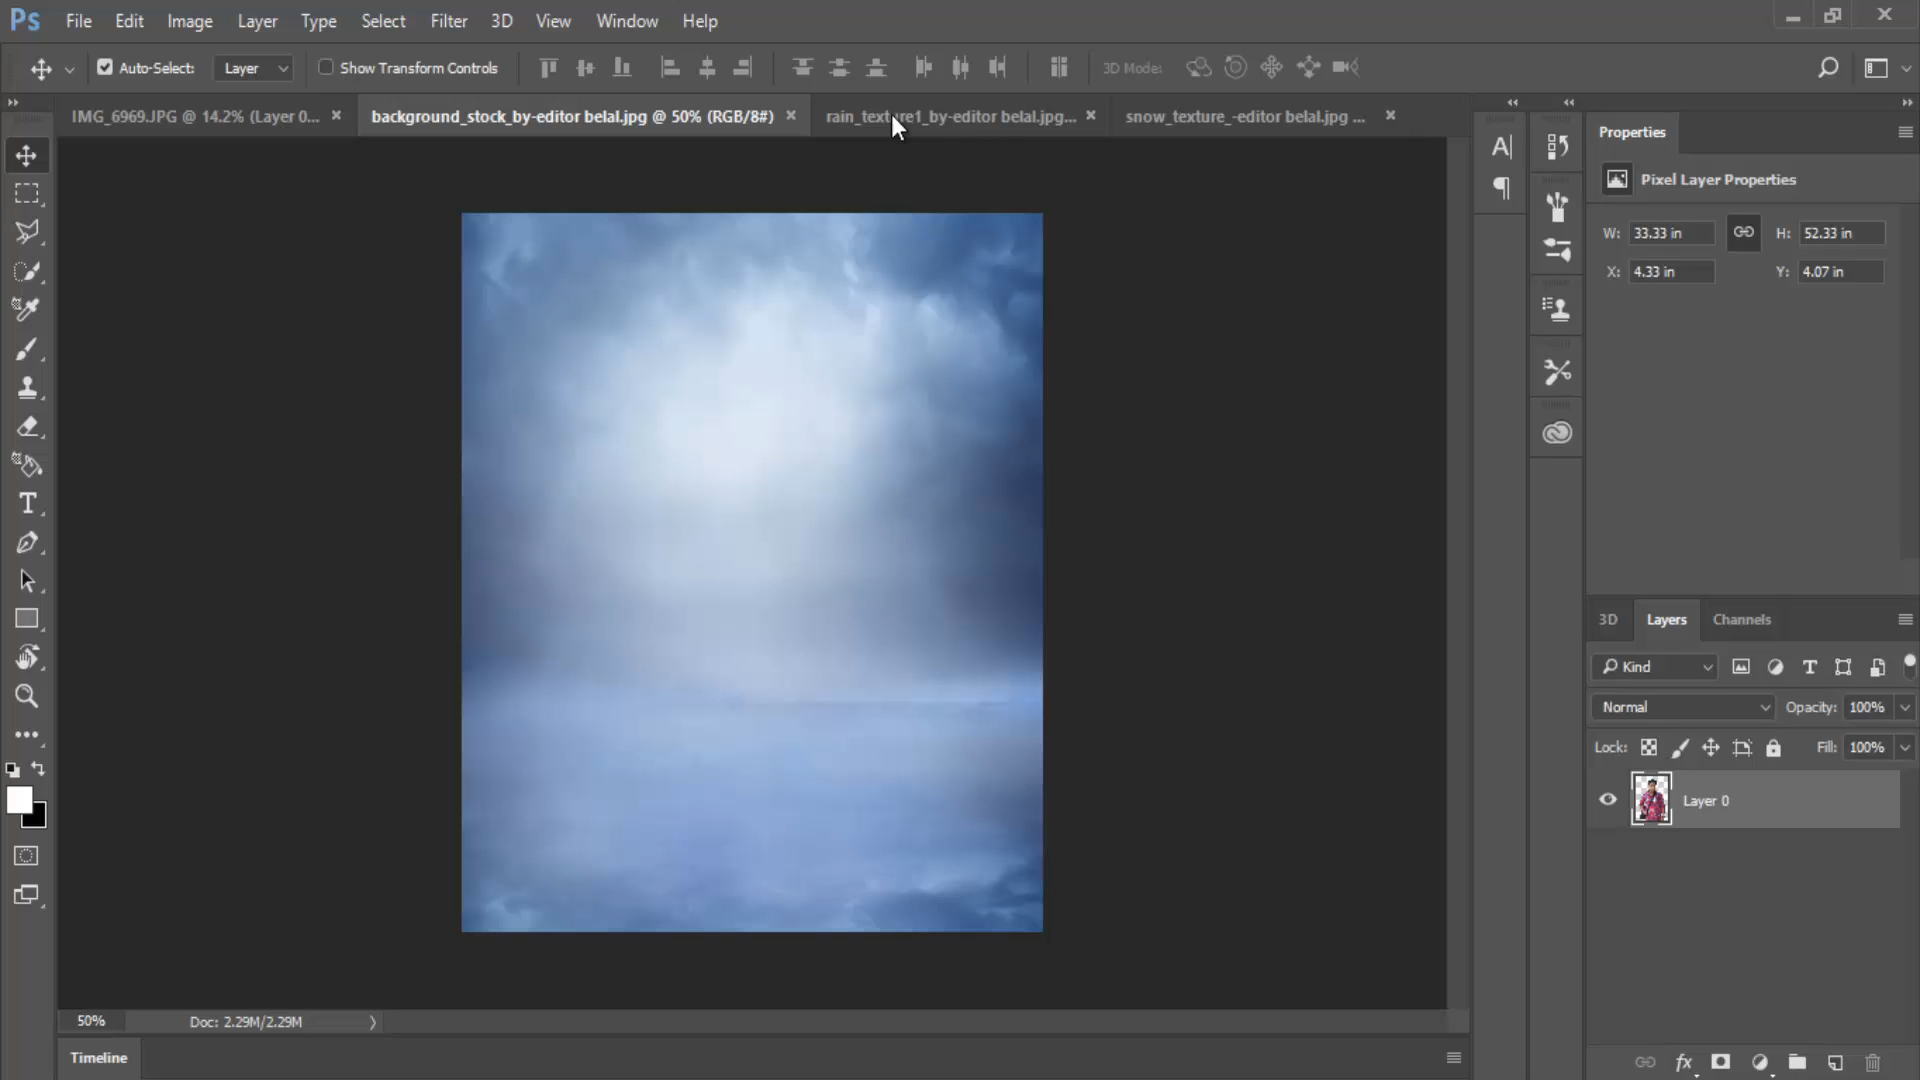 Ps File Edit Image Layer Type Select Filter 3D View Window Help
Auto-Select: Layer Show Transform Controls 3D Mode:
IMG_6969.JPG @ 14.2% (Layer 0... × background_stock_by-editor belal.jpg @ 50% (RGB/8#) × rain_texture1_by-editor belal.jpg... × snow_texture_-editor belal.jpg ... ×
Properties
Pixel Layer Properties
W: 33.33 in H: 52.33 in
X: 4.33 in Y: 4.07 in
3D Layers Channels
Kind
Normal Opacity: 100%
Lock: Fill: 100%
Layer 0
50% Doc: 2.29M/2.29M
Timeline